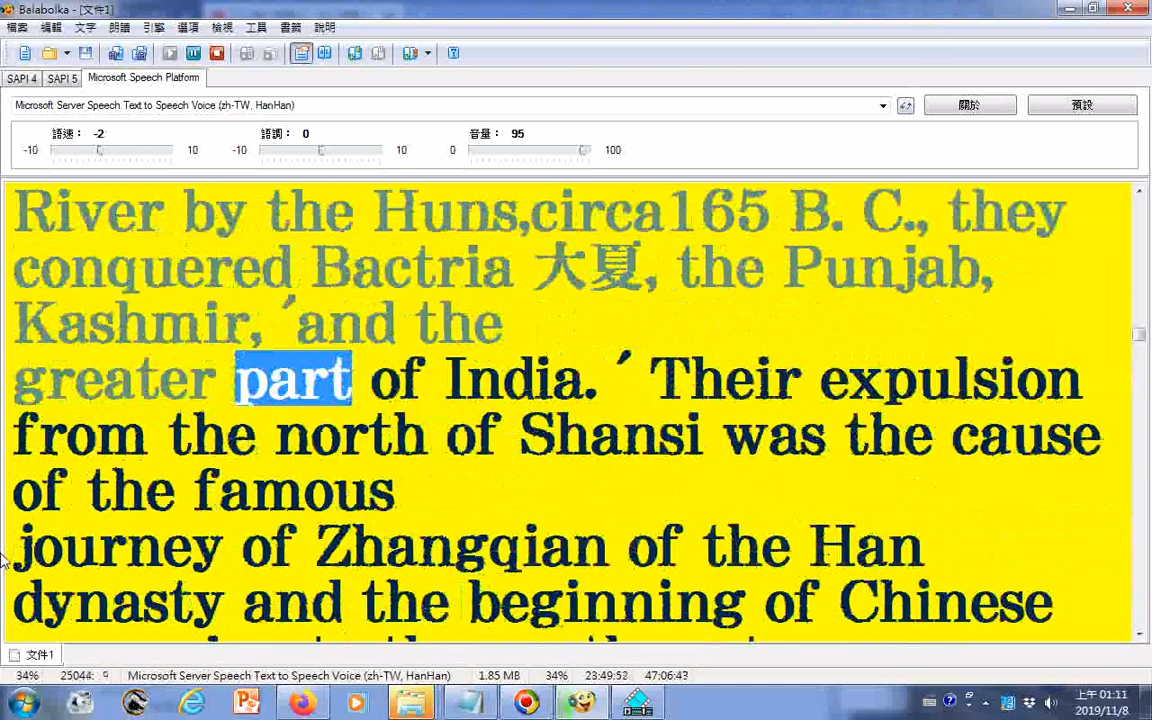 Balabolka - [文件1]
檔案 編輯 文字 朗讀 引擎 選項 檢視 工具 書籤 說明
SAPI 4 SAPI 5 Microsoft Speech Platform
Microsoft Server Speech Text to Speech Voice (zh-TW, HanHan) 關於 預設
語速： -2 語調： 0 音量： 95
-10 10 -10 10 0 100
River by the Huns,circa165 B. C., they
conquered Bactria 大夏, the Punjab,
Kashmir, ´and the
greater part of India. ´ Their expulsion
from the north of Shansi was the cause
of the famous
journey of Zhangqian of the Han
dynasty and the beginning of Chinese
文件1
34% 25044: Microsoft Server Speech Text to Speech Voice (zh-TW, HanHan) 1.85 MB 34% 23:49:53 47:06:43
上午 01:11
2019/11/8